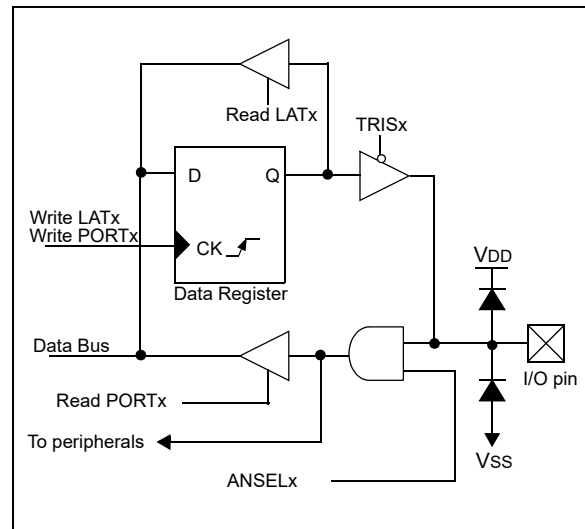 Read LATx
TRISx
D Q
Write LATx
Write PORTx
CK
Data Register
VDD
Data Bus
I/O pin
Read PORTx
To peripherals
VSS
ANSELx